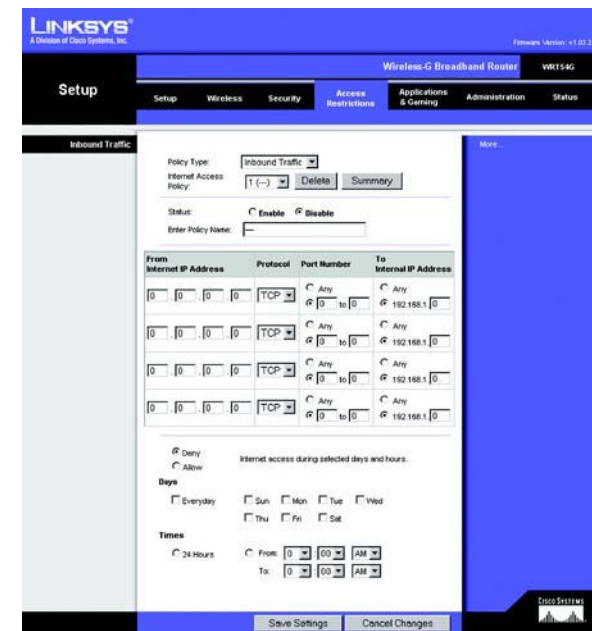 LINKSYS®
A Division of Cisco Systems, Inc.
Firmware Version: v1.03.2
Wireless-G Broadband Router WRT54G
Setup
Setup Wireless Security Access Restrictions Applications & Gaming Administration Status
Inbound Traffic
More...
Policy Type: Inbound Traffic
Internet Access Policy: 1 (---) Delete Summary
Status: Enable Disable
Enter Policy Name: ---
From Internet IP Address Protocol Port Number To Internal IP Address
0 . 0 . 0 . 0 TCP Any 0 to 0 Any 192.168.1. 0
0 . 0 . 0 . 0 TCP Any 0 to 0 Any 192.168.1. 0
0 . 0 . 0 . 0 TCP Any 0 to 0 Any 192.168.1. 0
0 . 0 . 0 . 0 TCP Any 0 to 0 Any 192.168.1. 0
Deny
Allow
Internet access during selected days and hours.
Days
Everyday Sun Mon Tue Wed
Thu Fri Sat
Times
24 Hours From: 0 : 00 AM
To: 0 : 00 AM
Save Settings Cancel Changes
CISCO SYSTEMS